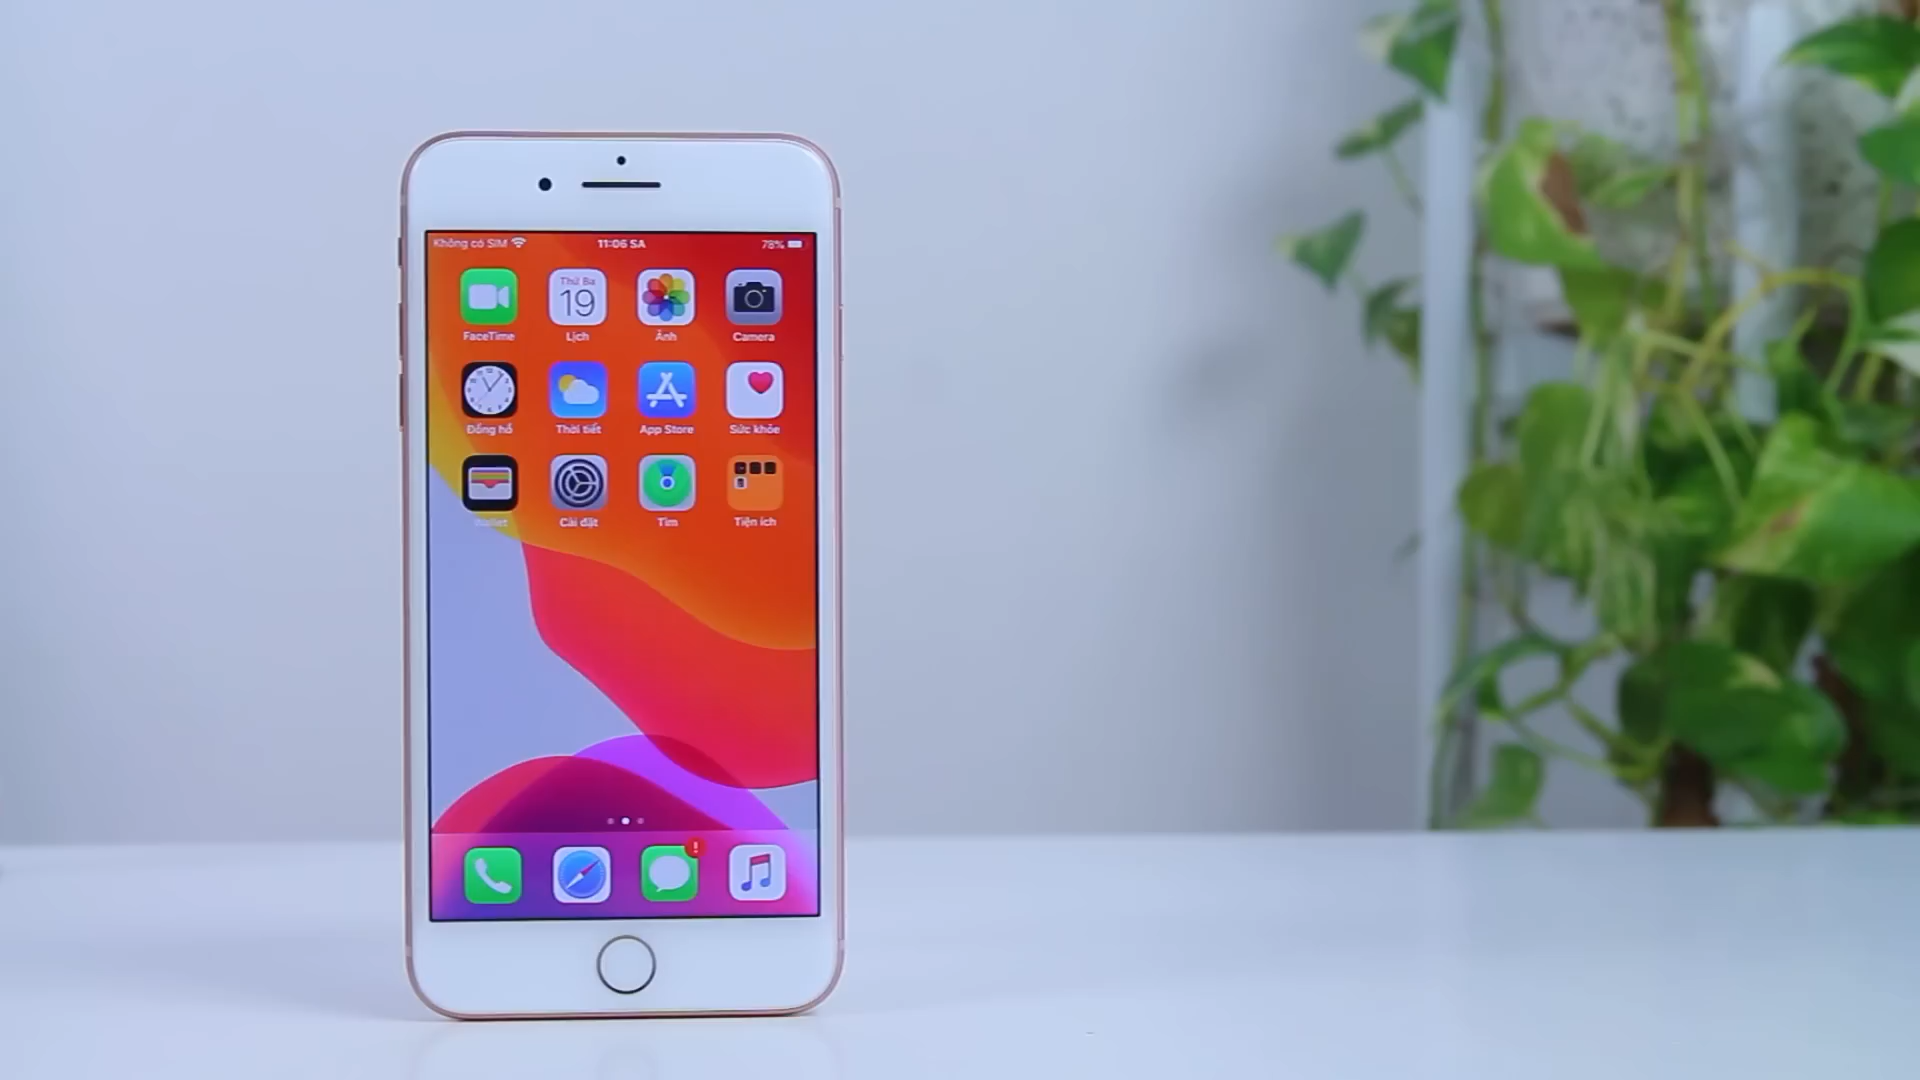 Không có SIM 11:06 SA 78%
Thứ Ba
19
FaceTime Lịch Ảnh Camera
Đồng hồ Thời tiết App Store Sức khỏe
Wallet Cài đặt Tìm Tiện ích
!